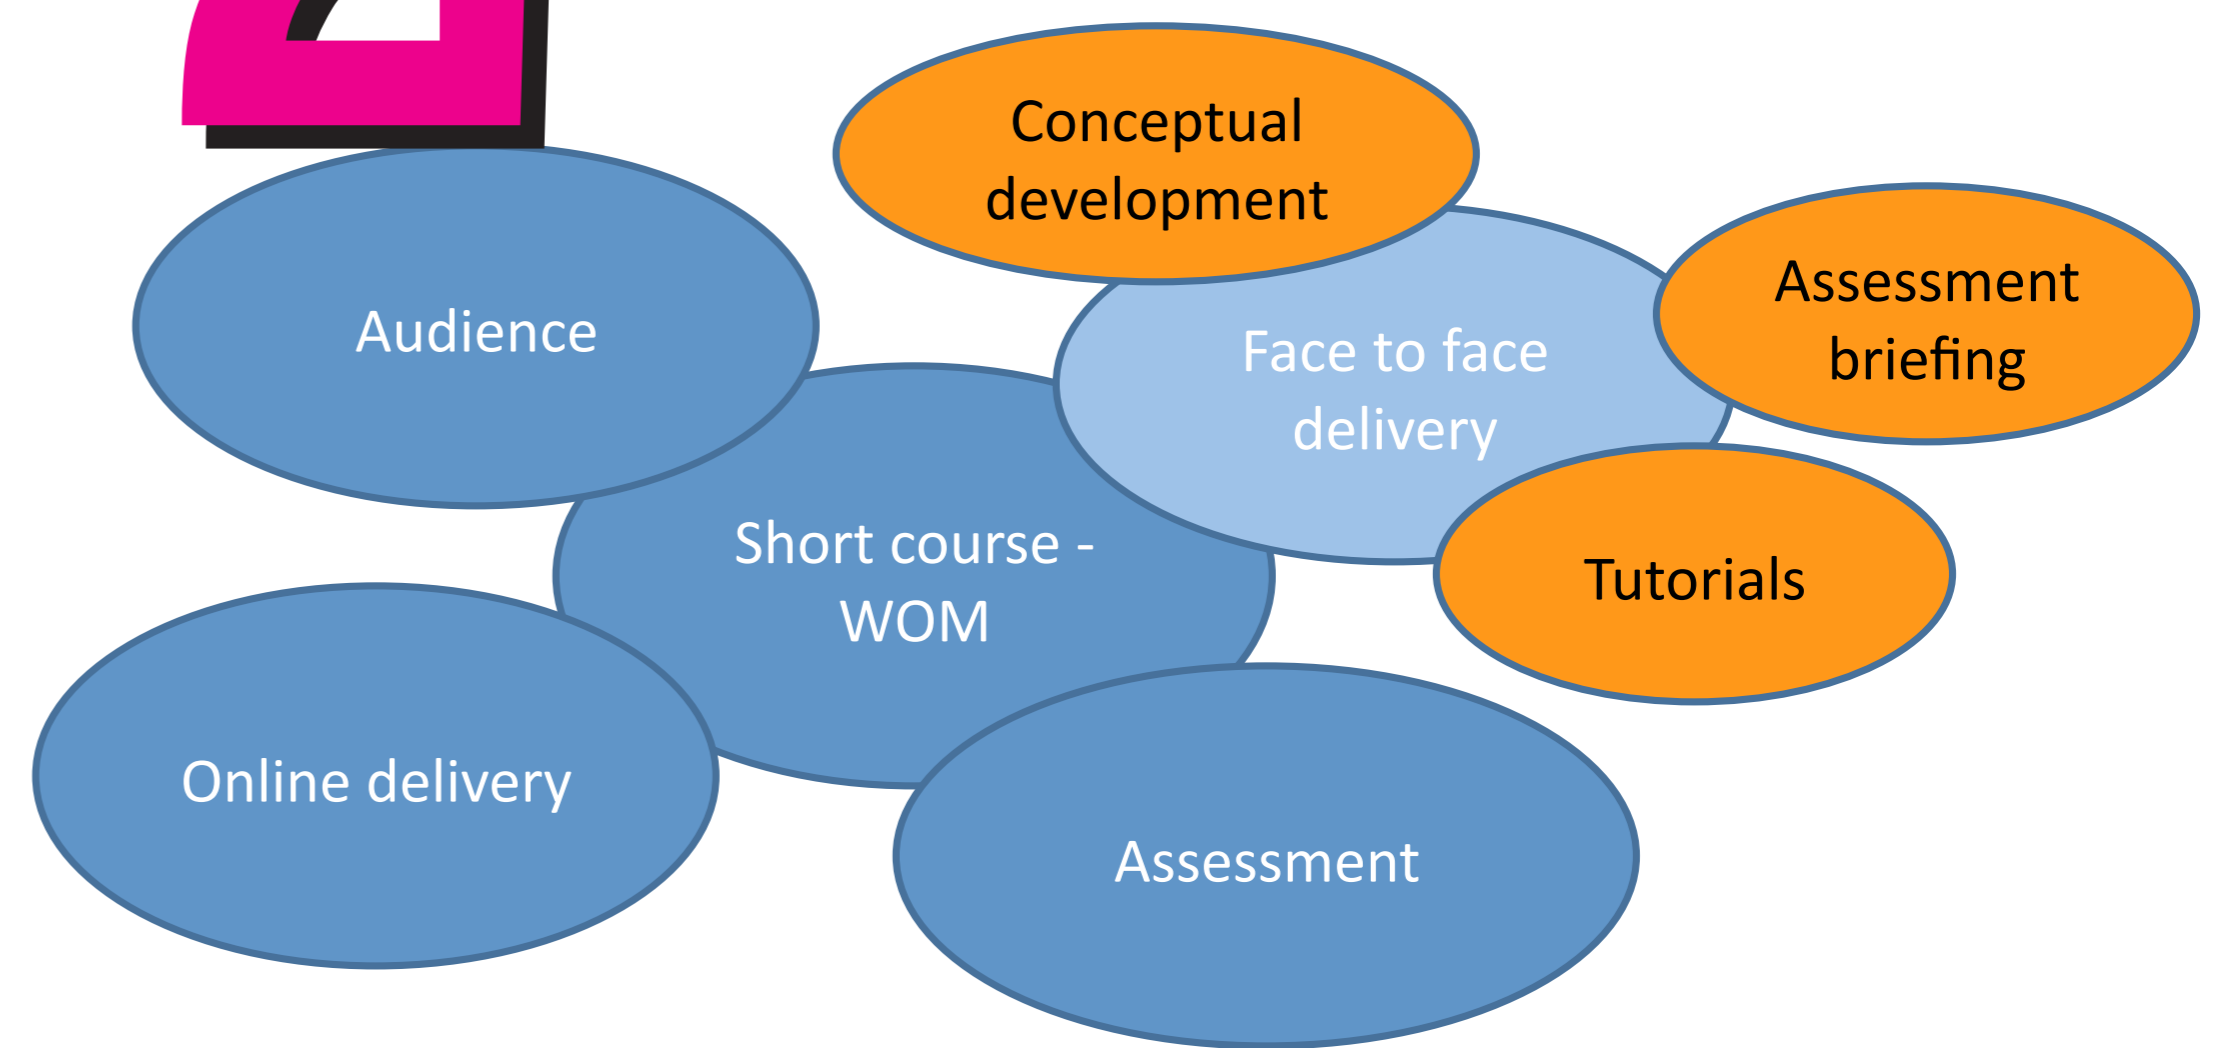 Conceptual
development
Assessment
briefing
Audience
Face to face
delivery
Short course -
WOM
Tutorials
Online delivery
Assessment